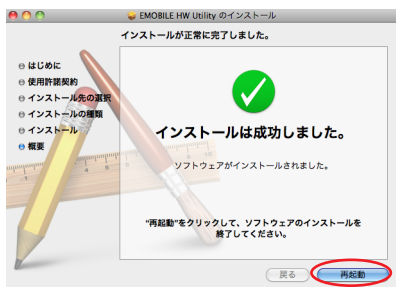 EMOBILE HW Utility のインストール
インストールが正常に完了しました。
はじめに
使用許諾契約
インストール先の選択
インストールの種類
インストール
概要
インストールは成功しました。
ソフトウェアがインストールされました。
"再起動"をクリックして、ソフトウェアのインストールを
終了してください。
戻る
再起動